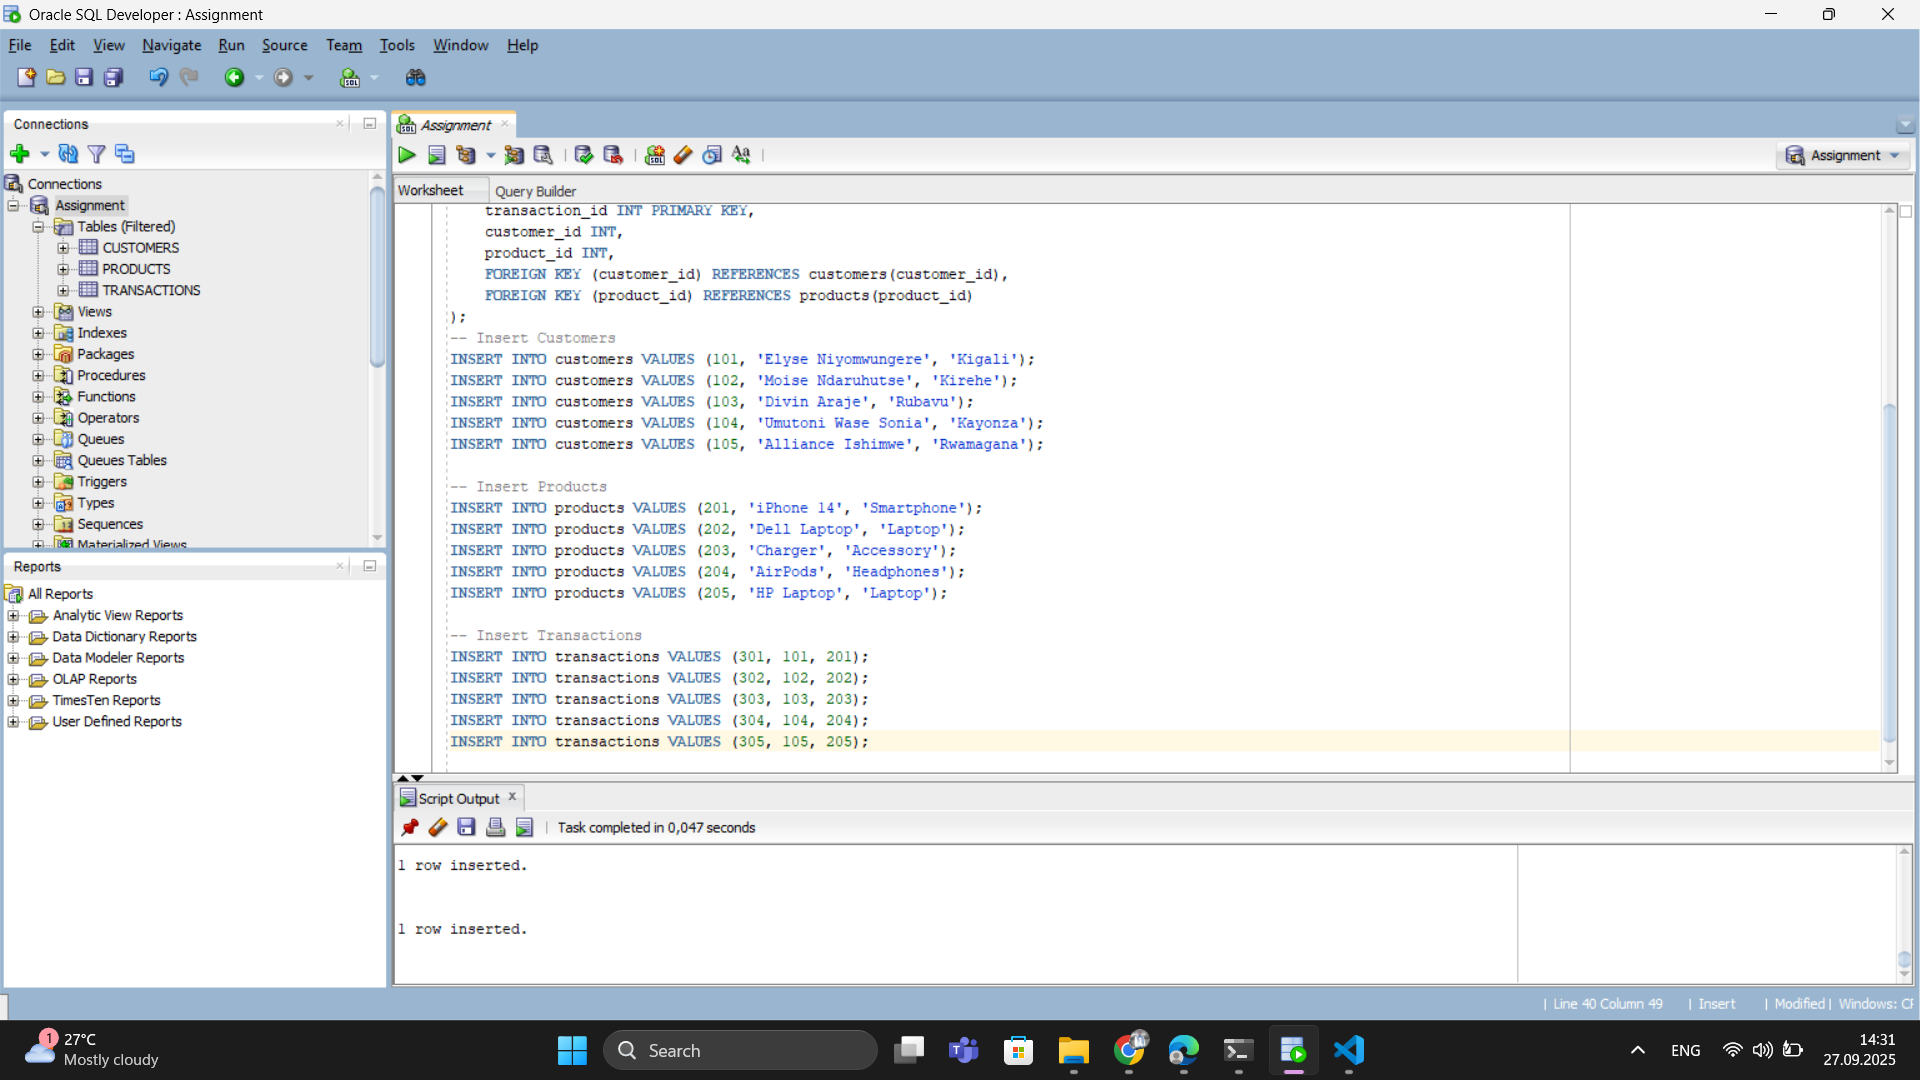 Oracle SQL Developer : Assignment
File Edit View Navigate Run Source Team Tools Window Help
Connections
Connections
Assignment
Tables (Filtered)
CUSTOMERS
PRODUCTS
TRANSACTIONS
Views
Indexes
Packages
Procedures
Functions
Operators
Queues
Queues Tables
Triggers
Types
Sequences
Materialized Views
Reports
All Reports
Analytic View Reports
Data Dictionary Reports
Data Modeler Reports
OLAP Reports
TimesTen Reports
User Defined Reports
Assignment
Assignment
Worksheet Query Builder
transaction_id INT PRIMARY KEY,
customer_id INT,
product_id INT,
FOREIGN KEY (customer_id) REFERENCES customers(customer_id),
FOREIGN KEY (product_id) REFERENCES products(product_id)
);
-- Insert Customers
INSERT INTO customers VALUES (101, 'Elyse Niyomwungere', 'Kigali');
INSERT INTO customers VALUES (102, 'Moise Ndaruhutse', 'Kirehe');
INSERT INTO customers VALUES (103, 'Divin Araje', 'Rubavu');
INSERT INTO customers VALUES (104, 'Umutoni Wase Sonia', 'Kayonza');
INSERT INTO customers VALUES (105, 'Alliance Ishimwe', 'Rwamagana');
-- Insert Products
INSERT INTO products VALUES (201, 'iPhone 14', 'Smartphone');
INSERT INTO products VALUES (202, 'Dell Laptop', 'Laptop');
INSERT INTO products VALUES (203, 'Charger', 'Accessory');
INSERT INTO products VALUES (204, 'AirPods', 'Headphones');
INSERT INTO products VALUES (205, 'HP Laptop', 'Laptop');
-- Insert Transactions
INSERT INTO transactions VALUES (301, 101, 201);
INSERT INTO transactions VALUES (302, 102, 202);
INSERT INTO transactions VALUES (303, 103, 203);
INSERT INTO transactions VALUES (304, 104, 204);
INSERT INTO transactions VALUES (305, 105, 205);
Script Output
Task completed in 0,047 seconds
1 row inserted.
1 row inserted.
Line 40 Column 49 | Insert | Modified | Windows: CF
1
27°C
Mostly cloudy
Search
ENG
14:31
27.09.2025